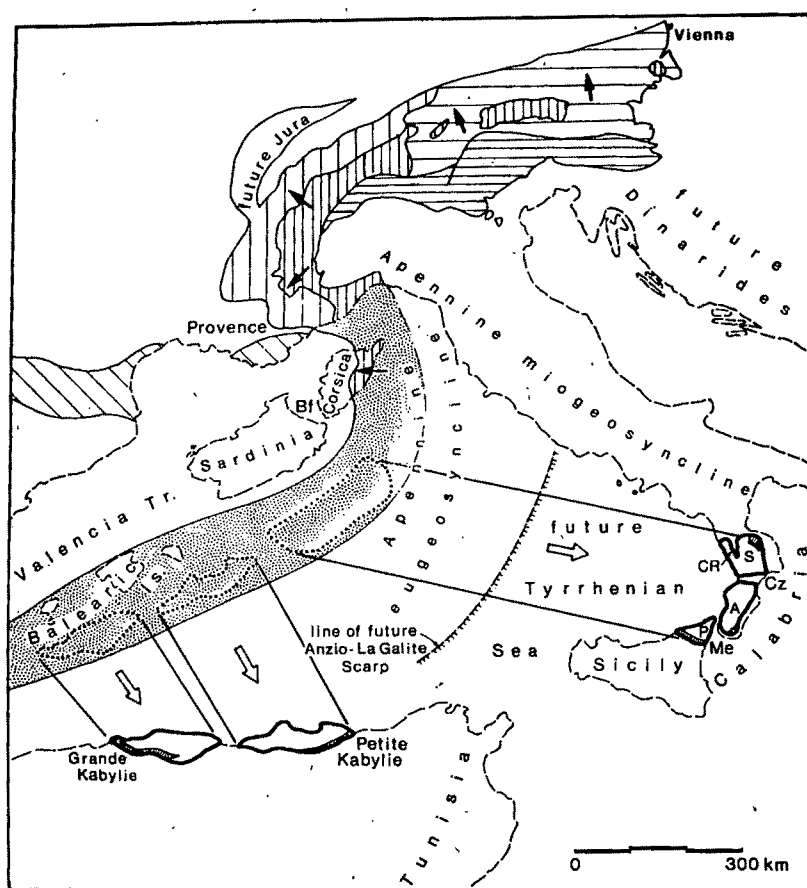 Vienna
future Jura
future
Dinarides
Apennine miogeosyncline
Provence
Corsica
Bf
Sardinia
Apennine
eugeosyncline
Valencia Tr.
Balearic
Is.
future
Tyrrhenian
Sea
CR
S
Cz
A
P
Me
Calabria
Sicily
line of future
Anzio-La Galite
Scarp
Grande
Kabylie
Petite
Kabylie
Tunisia
0 300 km